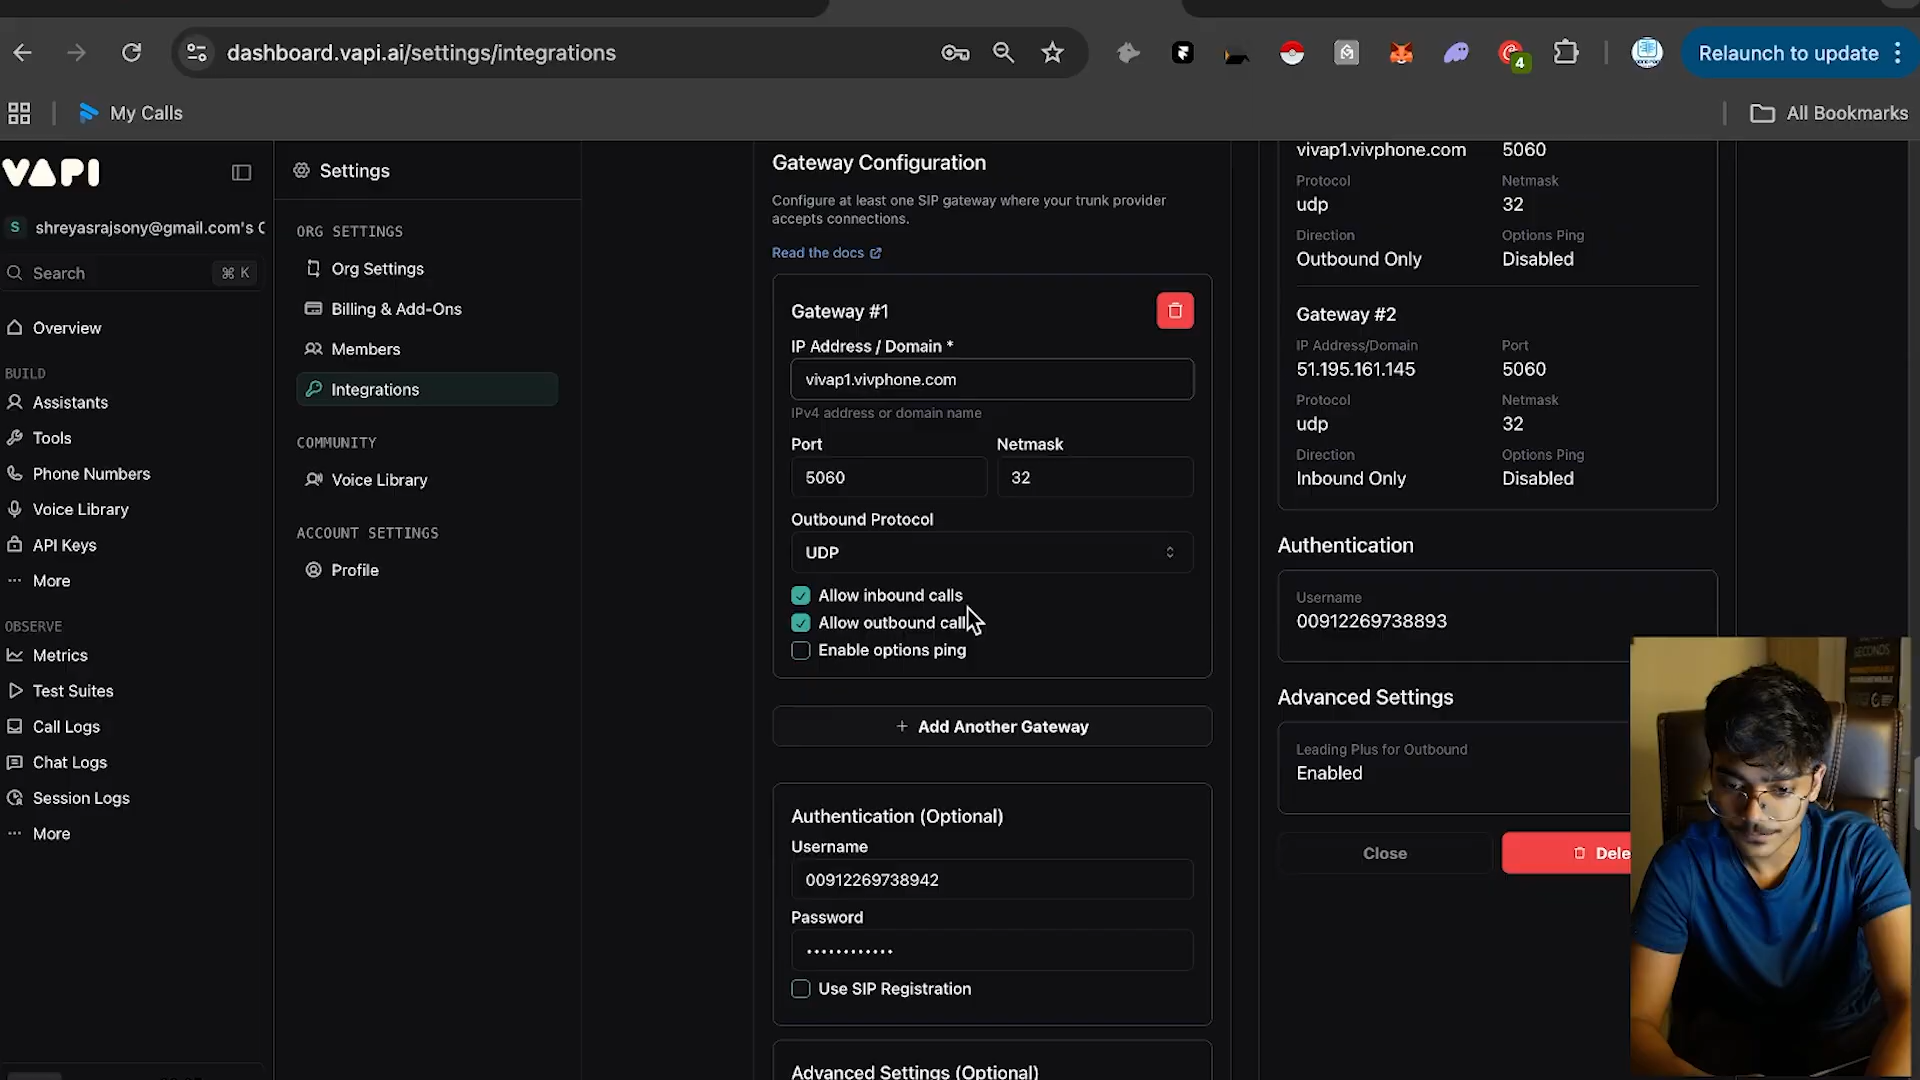 dashboard.vapi.ai/settings/integrations
4
Relaunch to update
My Calls
All Bookmarks
VAPI
S shreyasrajsony@gmail.com's
Search ⌘ K
Overview
BUILD
Assistants
Tools
Phone Numbers
Voice Library
API Keys
More
OBSERVE
Metrics
Test Suites
Call Logs
Chat Logs
Session Logs
More
Settings
ORG SETTINGS
Org Settings
Billing & Add-Ons
Members
Integrations
COMMUNITY
Voice Library
ACCOUNT SETTINGS
Profile
Gateway Configuration
Configure at least one SIP gateway where your trunk provider
accepts connections.
Read the docs
Gateway #1
IP Address / Domain *
vivap1.vivphone.com
IPv4 address or domain name
Port Netmask
5060 32
Outbound Protocol
UDP
Allow inbound calls
Allow outbound call
Enable options ping
+ Add Another Gateway
Authentication (Optional)
Username
00912269738942
Password
••••••••••••
Use SIP Registration
Advanced Settings (Optional)
vivap1.vivphone.com 5060
Protocol Netmask
udp 32
Direction Options Ping
Outbound Only Disabled
Gateway #2
IP Address/Domain Port
51.195.161.145 5060
Protocol Netmask
udp 32
Direction Options Ping
Inbound Only Disabled
Authentication
Username
00912269738893
Advanced Settings
Leading Plus for Outbound
Enabled
Close
Dele
SECONDS